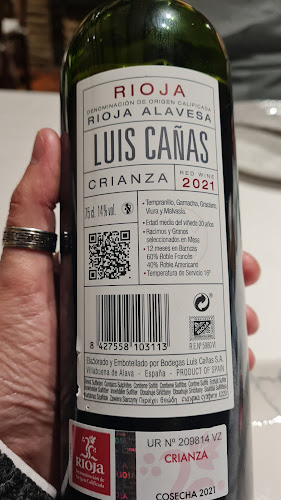 RIOJA
DENOMINACIÓN DE ORIGEN CALIFICADA
RIOJA ALAVESA
LUIS CAÑAS
CRIANZA
RED WINE
2021
75 cl. 14%vol.
• Tempranillo, Garnacha, Graciano, Viura y Malvasía.
• Edad media del viñedo 30 años
• Racimos y Granos
seleccionados en Mesa
• 12 meses en Barricas
60% Roble Francés
40% Roble Americano
• Temperatura de Servicio 16º
8 427558 103113
Elaborado y Embotellado por Bodegas Luis Cañas S.A.
Villabuena de Alava - España - PRODUCT OF SPAIN
RIOJA
UR Nº 209814 VZ
CRIANZA
COSECHA 2021